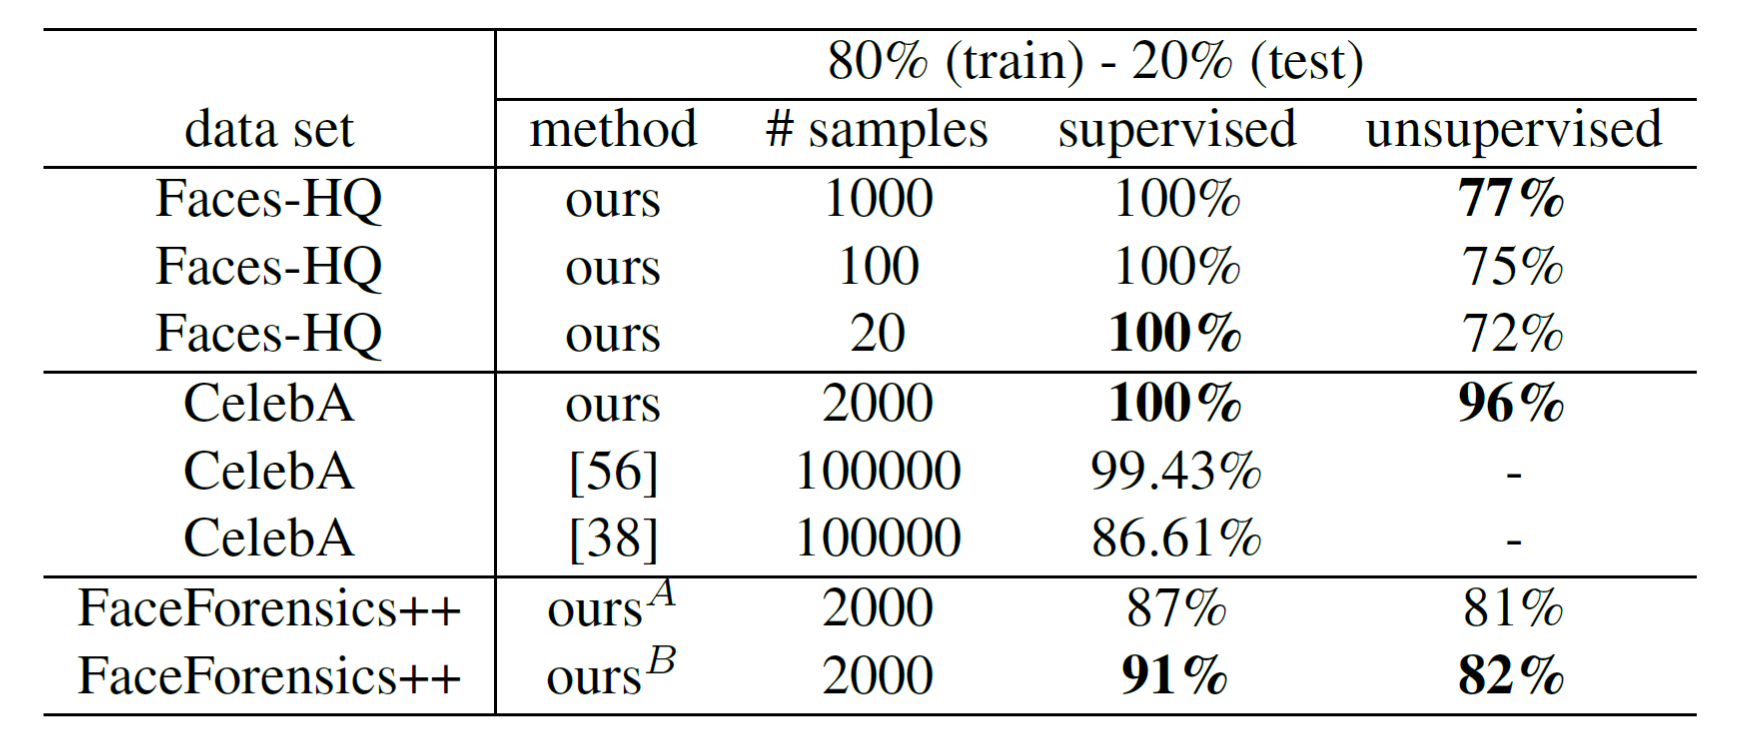 80% (train) - 20% (test)
data set method # samples supervised unsupervised
Faces-HQ ours 1000 100% 77%
Faces-HQ ours 100 100% 75%
Faces-HQ ours 20 100% 72%
CelebA ours 2000 100% 96%
CelebA [56] 100000 99.43% -
CelebA [38] 100000 86.61% -
FaceForensics++ ours^A 2000 87% 81%
FaceForensics++ ours^B 2000 91% 82%